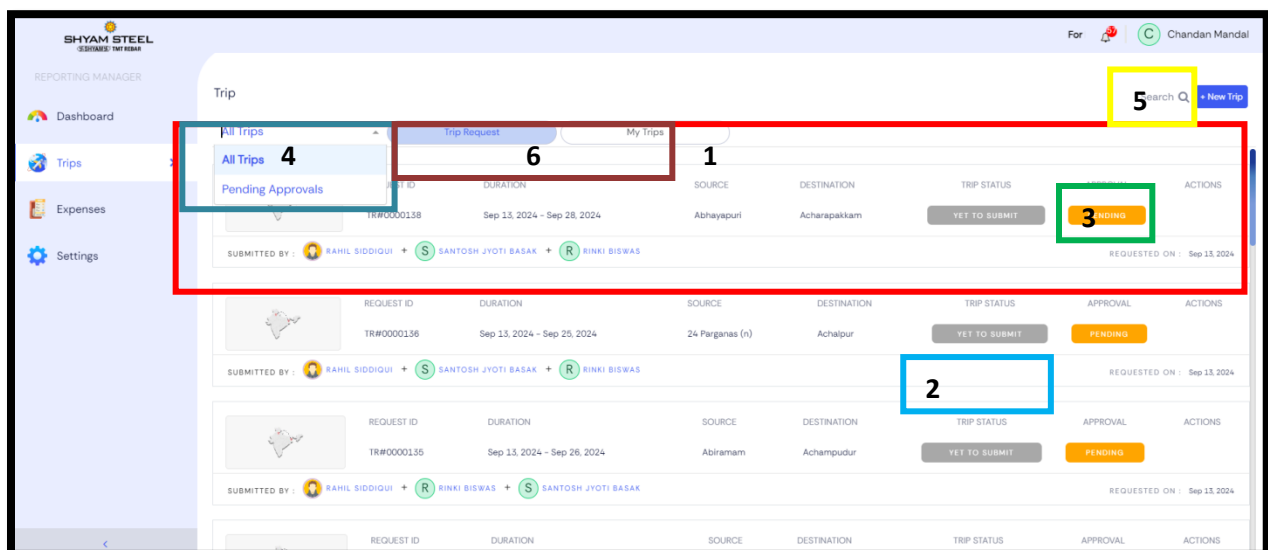 SHYAM STEEL
For 57 C Chandan Mandal
REPORTING MANAGER
Dashboard
Trips
Expenses
Settings
Trip
5 Search + New Trip
All Trips Trip Request My Trips
All Trips 4 6 1
Pending Approvals
REQUEST ID DURATION SOURCE DESTINATION TRIP STATUS APPROVAL ACTIONS
TR#0000138 Sep 13, 2024 - Sep 28, 2024 Abhayapuri Acharapakkam YET TO SUBMIT PENDING 3
SUBMITTED BY : RAHIL SIDDIQUI + S SANTOSH JYOTI BASAK + R RINKI BISWAS REQUESTED ON : Sep 13, 2024
REQUEST ID DURATION SOURCE DESTINATION TRIP STATUS APPROVAL ACTIONS
TR#0000136 Sep 13, 2024 - Sep 25, 2024 24 Parganas (n) Achalpur YET TO SUBMIT PENDING
SUBMITTED BY : RAHIL SIDDIQUI + S SANTOSH JYOTI BASAK + R RINKI BISWAS REQUESTED ON : Sep 13, 2024
2
REQUEST ID DURATION SOURCE DESTINATION TRIP STATUS APPROVAL ACTIONS
TR#0000135 Sep 13, 2024 - Sep 26, 2024 Abiramam Achampudur YET TO SUBMIT PENDING
SUBMITTED BY : RAHIL SIDDIQUI + R RINKI BISWAS + S SANTOSH JYOTI BASAK REQUESTED ON : Sep 13, 2024
REQUEST ID DURATION SOURCE DESTINATION TRIP STATUS APPROVAL ACTIONS